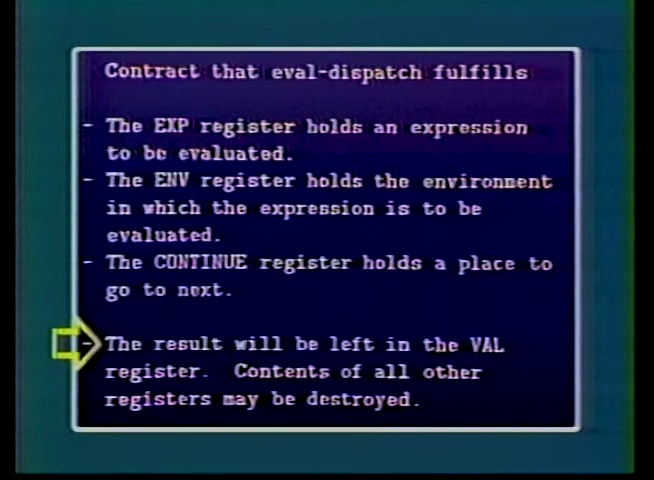 Contract that eval-dispatch fulfills
- The EXP register holds an expression
to be evaluated.
- The ENV register holds the environment
in which the expression is to be
evaluated.
- The CONTINUE register holds a place to
go to next.
- The result will be left in the VAL
register. Contents of all other
registers may be destroyed.